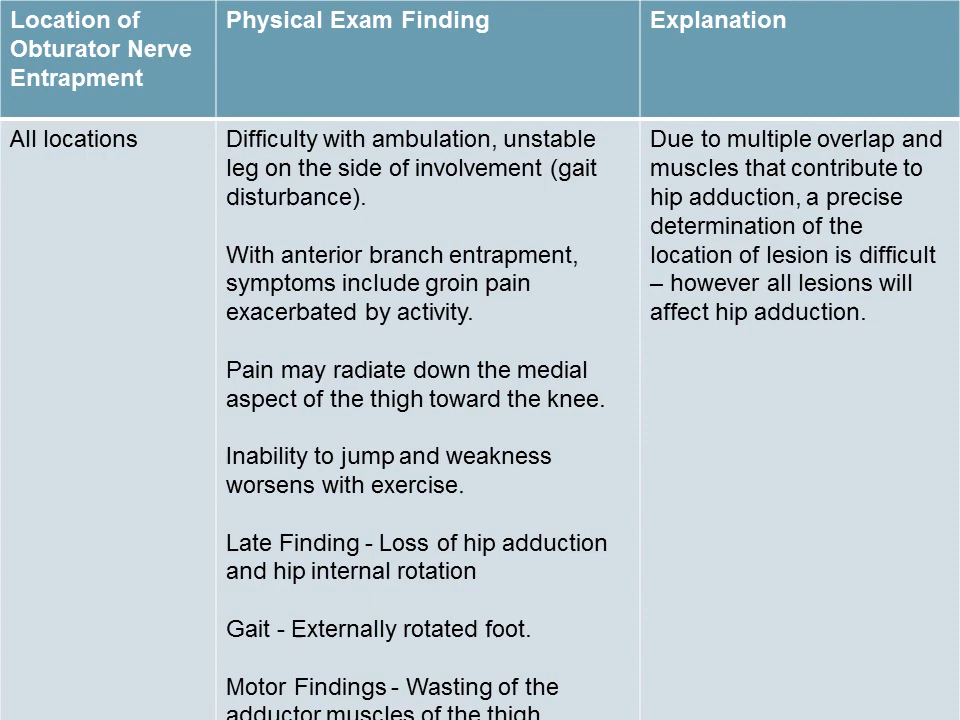 Location of
Obturator Nerve
Entrapment
Physical Exam Finding
Explanation
All locations
Difficulty with ambulation, unstable
leg on the side of involvement (gait
disturbance).
With anterior branch entrapment,
symptoms include groin pain
exacerbated by activity.
Pain may radiate down the medial
aspect of the thigh toward the knee.
Inability to jump and weakness
worsens with exercise.
Late Finding - Loss of hip adduction
and hip internal rotation
Gait - Externally rotated foot.
Motor Findings - Wasting of the
adductor muscles of the thigh
Due to multiple overlap and
muscles that contribute to
hip adduction, a precise
determination of the
location of lesion is difficult
– however all lesions will
affect hip adduction.